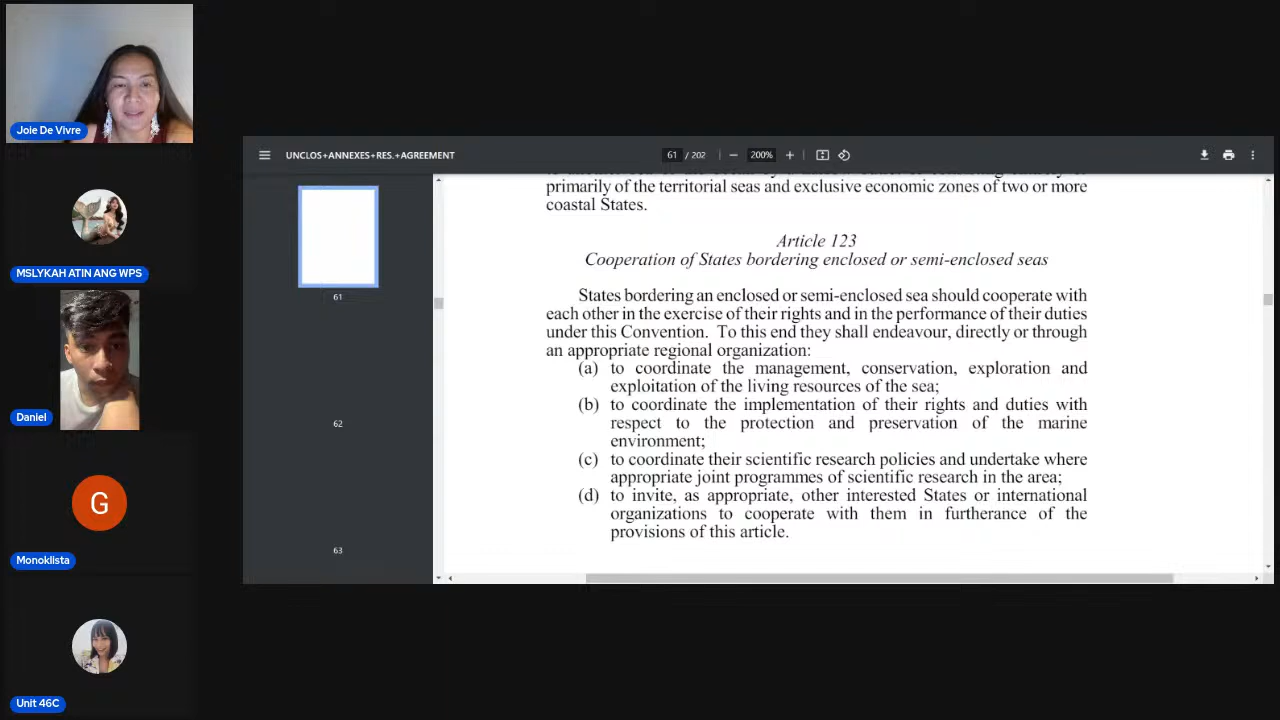 Joie De Vivre
MSLYKAH ATIN ANG WPS
Daniel
G
Monoklista
Unit 46C
UNCLOS+ANNEXES+RES.+AGREEMENT
61 / 202
200%
61
62
63
primarily of the territorial seas and exclusive economic zones of two or more
coastal States.
Article 123
Cooperation of States bordering enclosed or semi-enclosed seas
States bordering an enclosed or semi-enclosed sea should cooperate with
each other in the exercise of their rights and in the performance of their duties
under this Convention. To this end they shall endeavour, directly or through
an appropriate regional organization:
(a) to coordinate the management, conservation, exploration and
exploitation of the living resources of the sea;
(b) to coordinate the implementation of their rights and duties with
respect to the protection and preservation of the marine
environment;
(c) to coordinate their scientific research policies and undertake where
appropriate joint programmes of scientific research in the area;
(d) to invite, as appropriate, other interested States or international
organizations to cooperate with them in furtherance of the
provisions of this article.